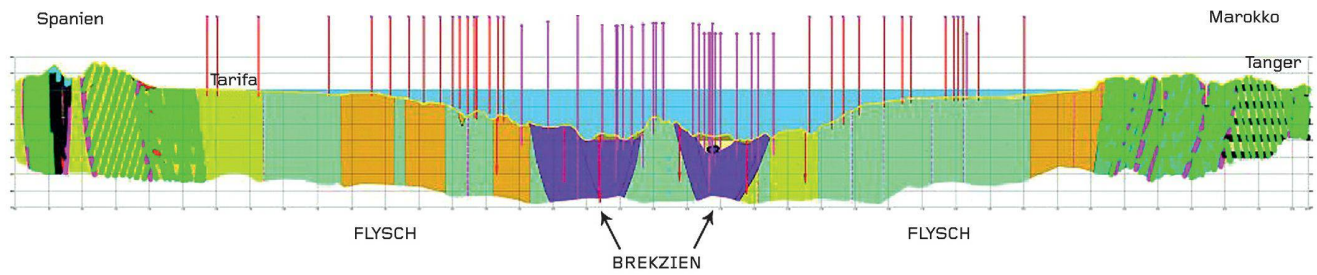 Spanien
Marokko
Tarifa
Tanger
FLYSCH
FLYSCH
BREKZIEN